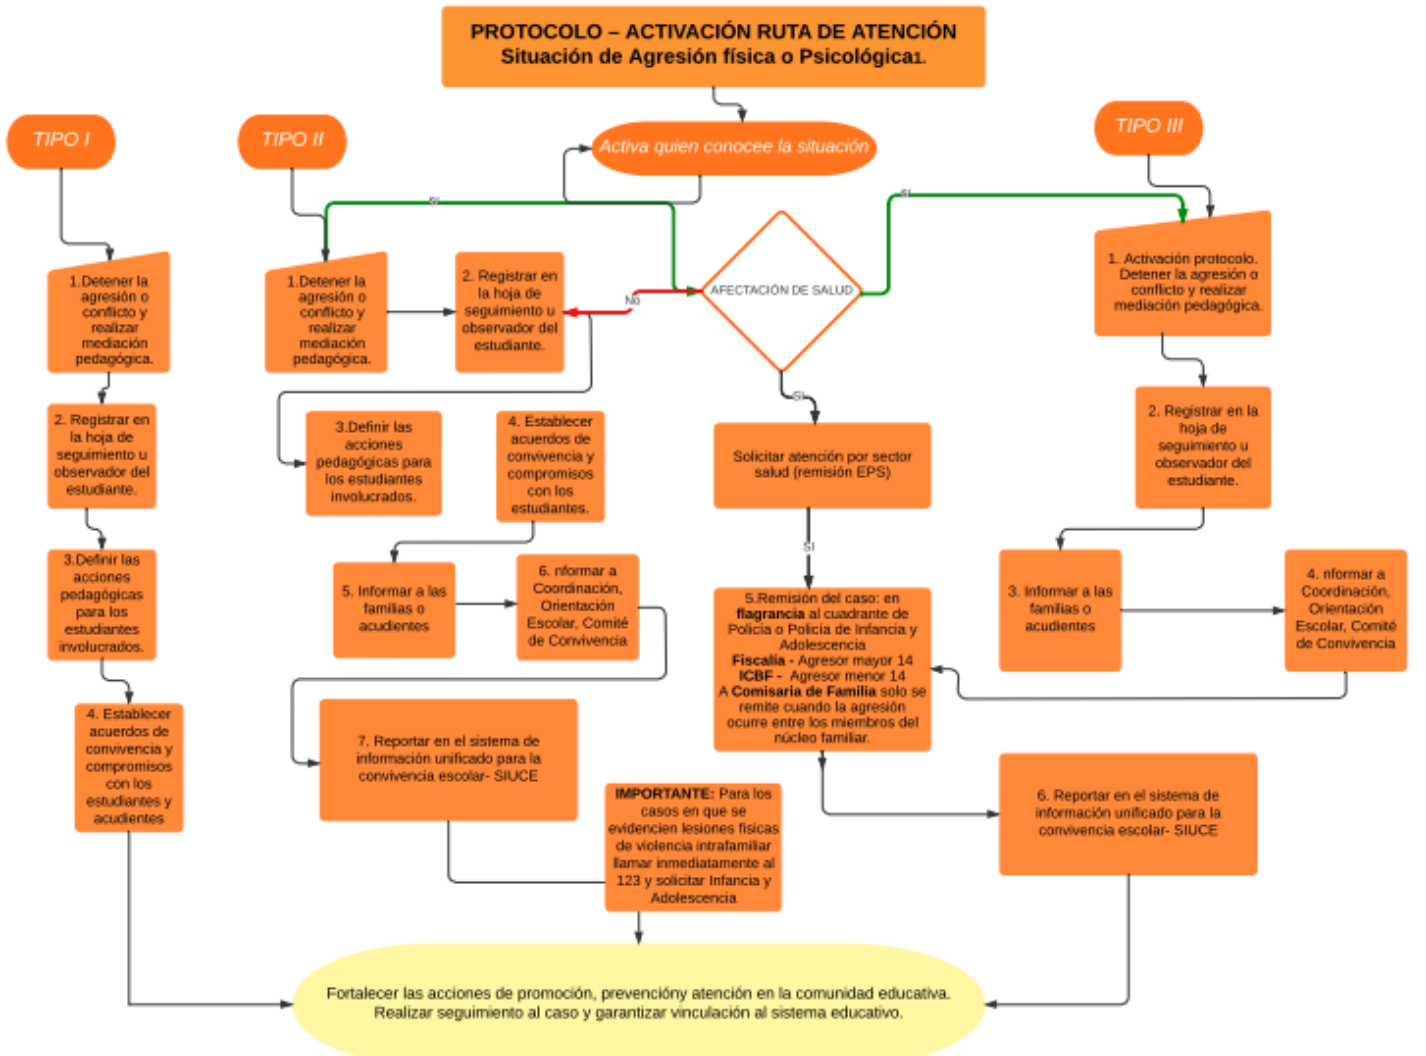 PROTOCOLO – ACTIVACIÓN RUTA DE ATENCIÓN
Situación de Agresión física o Psicológica1.
Activa quien conocee la situación
TIPO I
1.Detener la
agresión o
conflicto y
realizar
mediación
pedagógica.
2. Registrar en
la hoja de
seguimiento u
observador del
estudiante.
3.Definir las
acciones
pedagógicas
para los
estudiantes
involucrados.
4. Establecer
acuerdos de
convivencia y
compromisos
con los
estudiantes y
acudientes
TIPO II
SI
1.Detener la
agresión o
conflicto y
realizar
mediación
pedagógica.
2. Registrar en
la hoja de
seguimiento u
observador del
estudiante.
No
3.Definir las
acciones
pedagógicas para
los estudiantes
involucrados.
4. Establecer
acuerdos de
convivencia y
compromisos
con los
estudiantes.
5. Informar a las
familias o
acudientes
6. nformar a
Coordinación,
Orientación
Escolar, Comité
de Convivencia
7. Reportar en el sistema de
información unificado para la
convivencia escolar- SIUCE
IMPORTANTE: Para los
casos en que se
evidencien lesiones físicas
de violencia intrafamiliar
llamar inmediatamente al
123 y solicitar Infancia y
Adolescencia
AFECTACIÓN DE SALUD
SI
Solicitar atención por sector
salud (remisión EPS)
SI
5.Remisión del caso: en
flagrancia al cuadrante de
Policía o Policía de Infancia y
Adolescencia
Fiscalía - Agresor mayor 14
ICBF - Agresor menor 14
A Comisaria de Familia solo se
remite cuando la agresión
ocurre entre los miembros del
núcleo familiar.
TIPO III
SI
1. Activación protocolo.
Detener la agresión o
conflicto y realizar
mediación pedagógica.
2. Registrar en la
hoja de
seguimiento u
observador del
estudiante.
3. Informar a las
familias o
acudientes
4. nformar a
Coordinación,
Orientación
Escolar, Comité
de Convivencia
6. Reportar en el sistema de
información unificado para la
convivencia escolar- SIUCE
Fortalecer las acciones de promoción, prevencióny atención en la comunidad educativa.
Realizar seguimiento al caso y garantizar vinculación al sistema educativo.